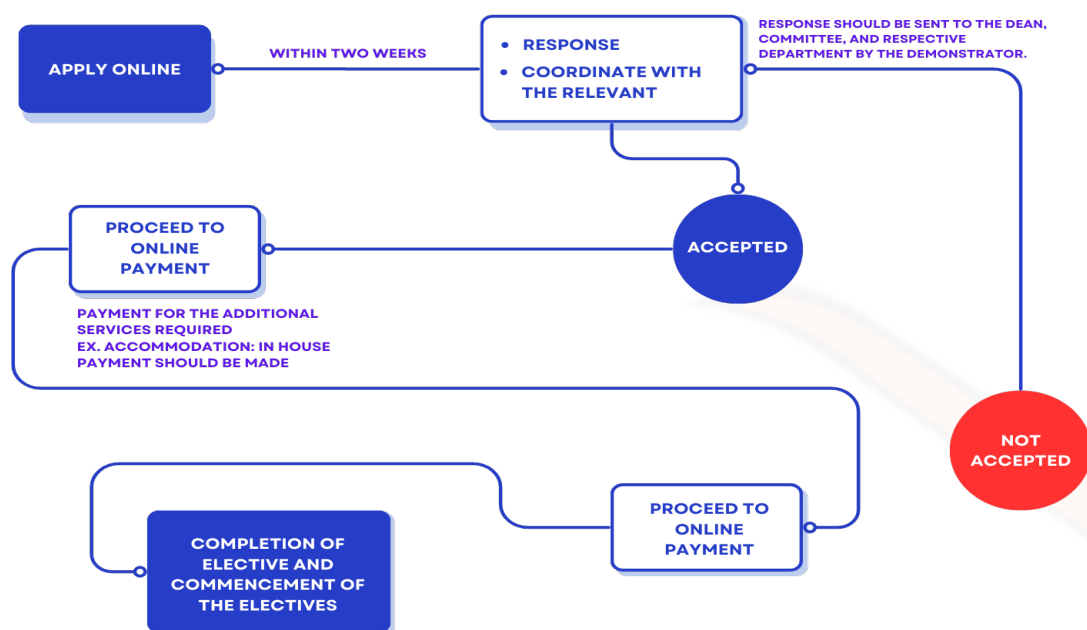 APPLY ONLINE
WITHIN TWO WEEKS
• RESPONSE
• COORDINATE WITH
THE RELEVANT
RESPONSE SHOULD BE SENT TO THE DEAN,
COMMITTEE, AND RESPECTIVE
DEPARTMENT BY THE DEMONSTRATOR.
ACCEPTED
PROCEED TO
ONLINE
PAYMENT
PAYMENT FOR THE ADDITIONAL
SERVICES REQUIRED
EX. ACCOMMODATION: IN HOUSE
PAYMENT SHOULD BE MADE
NOT
ACCEPTED
PROCEED TO
ONLINE
PAYMENT
COMPLETION OF
ELECTIVE AND
COMMENCEMENT OF
THE ELECTIVES